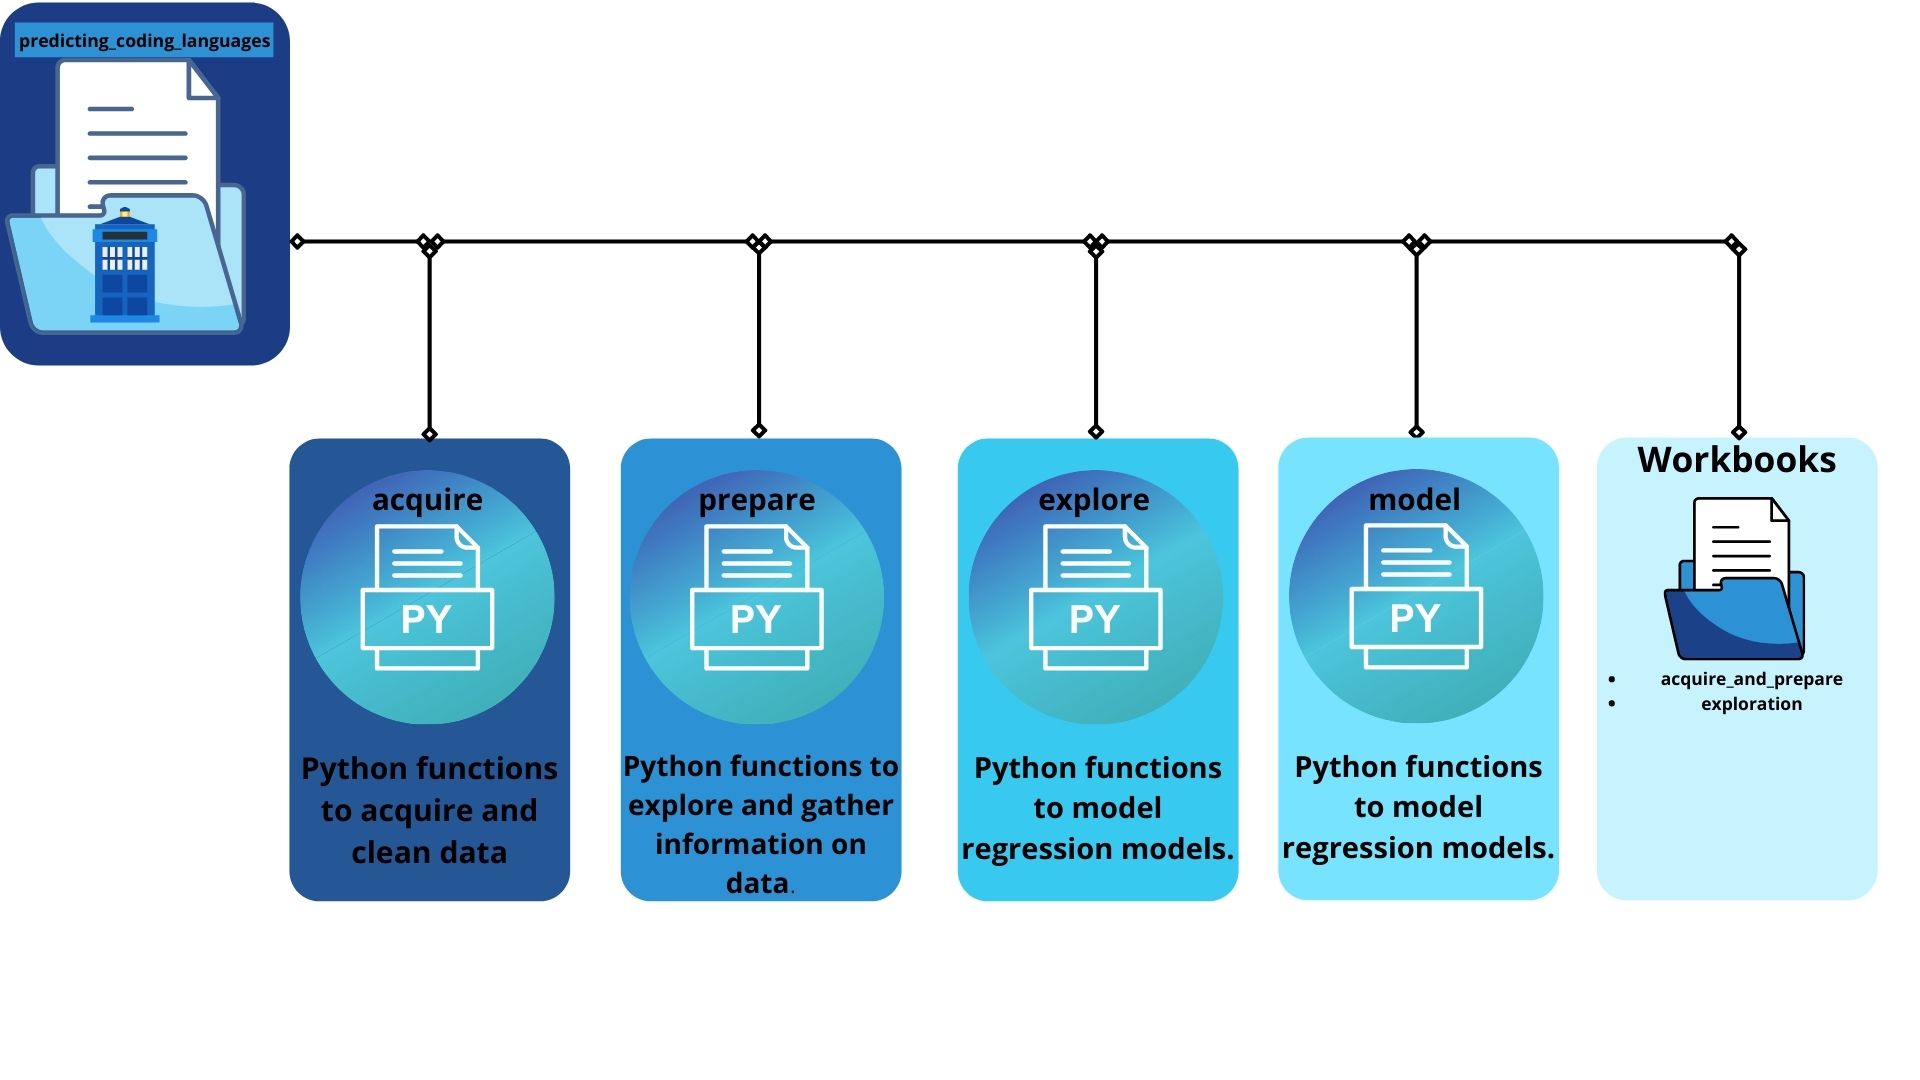 predicting_coding_languages
acquire
PY
Python functions
to acquire and
clean data
prepare
PY
Python functions to
explore and gather
information on
data.
explore
PY
Python functions
to model
regression models.
model
PY
Python functions
to model
regression models.
Workbooks
• acquire_and_prepare
• exploration